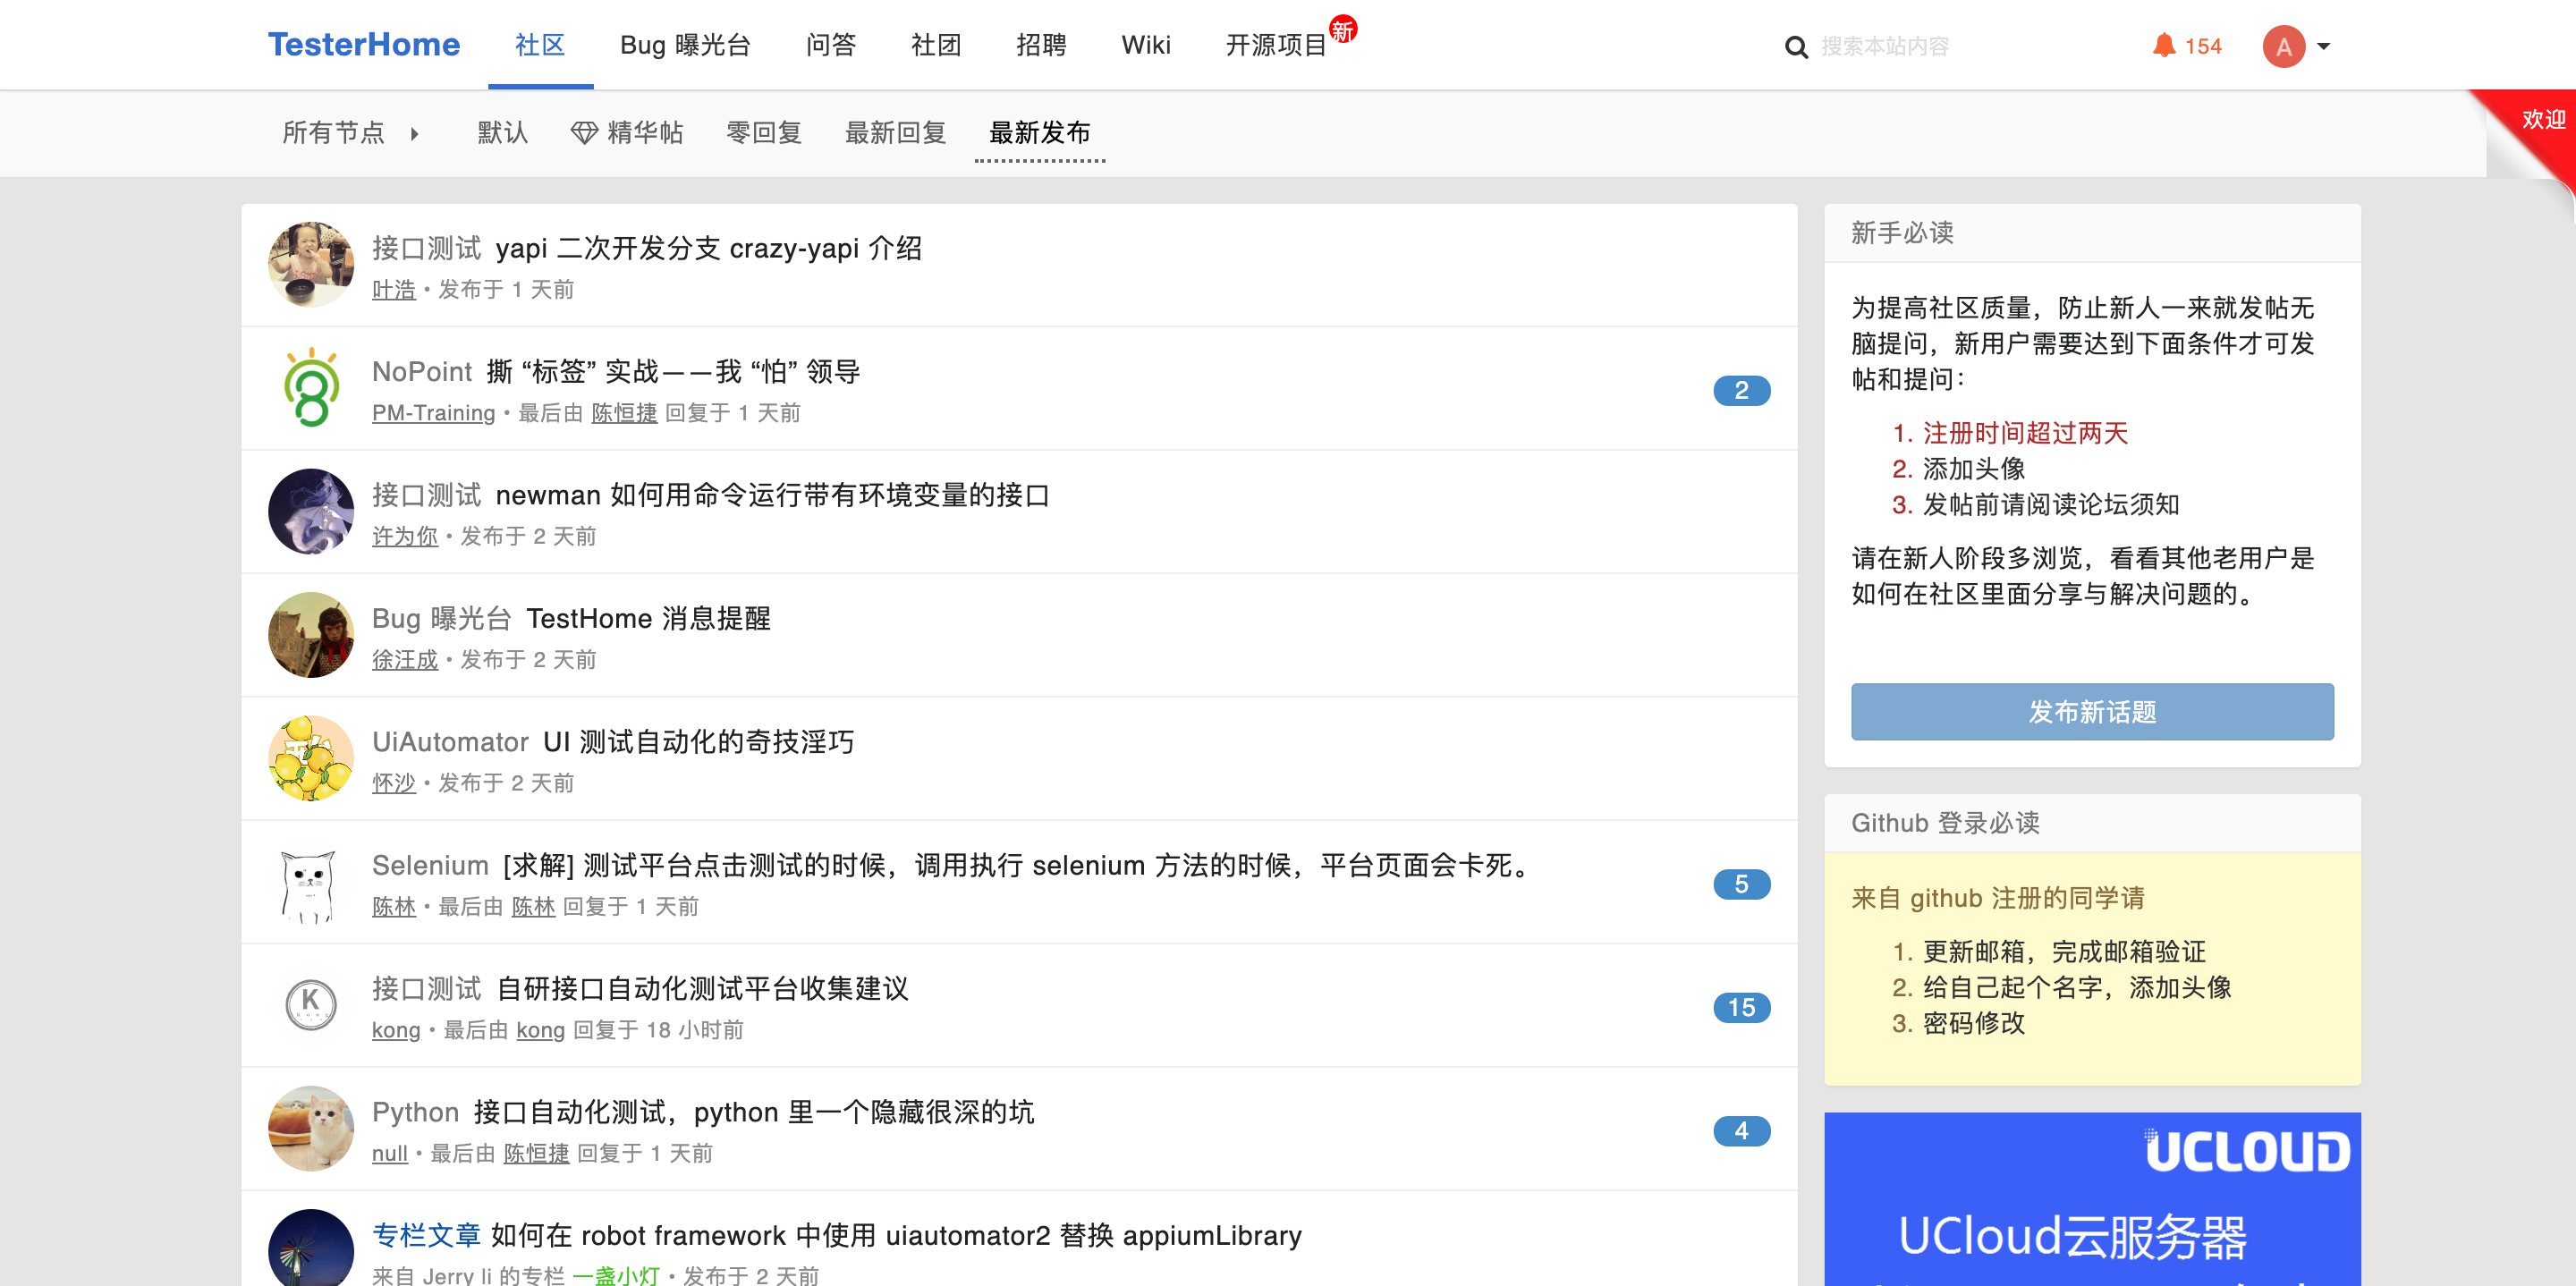 TesterHome 社区 Bug 曝光台 问答 社团 招聘 Wiki 开源项目 新 搜索本站内容 154 A
欢迎
所有节点 默认 精华帖 零回复 最新回复 最新发布
接口测试 yapi 二次开发分支 crazy-yapi 介绍
叶浩 • 发布于 1 天前
NoPoint 撕 “标签” 实战——我 “怕” 领导
PM-Training • 最后由 陈恒捷 回复于 1 天前
2
接口测试 newman 如何用命令运行带有环境变量的接口
许为你 • 发布于 2 天前
Bug 曝光台 TestHome 消息提醒
徐汪成 • 发布于 2 天前
UiAutomator UI 测试自动化的奇技淫巧
怀沙 • 发布于 2 天前
Selenium [求解] 测试平台点击测试的时候，调用执行 selenium 方法的时候，平台页面会卡死。
陈林 • 最后由 陈林 回复于 1 天前
5
接口测试 自研接口自动化测试平台收集建议
kong • 最后由 kong 回复于 18 小时前
15
Python 接口自动化测试，python 里一个隐藏很深的坑
null • 最后由 陈恒捷 回复于 1 天前
4
专栏文章 如何在 robot framework 中使用 uiautomator2 替换 appiumLibrary
来自 Jerry li 的专栏 一盏小灯 • 发布于 2 天前
新手必读
为提高社区质量，防止新人一来就发帖无
脑提问，新用户需要达到下面条件才可发
帖和提问：
1. 注册时间超过两天
2. 添加头像
3. 发帖前请阅读论坛须知
请在新人阶段多浏览，看看其他老用户是
如何在社区里面分享与解决问题的。
发布新话题
Github 登录必读
来自 github 注册的同学请
1. 更新邮箱，完成邮箱验证
2. 给自己起个名字，添加头像
3. 密码修改
UCLOUD
UCloud云服务器